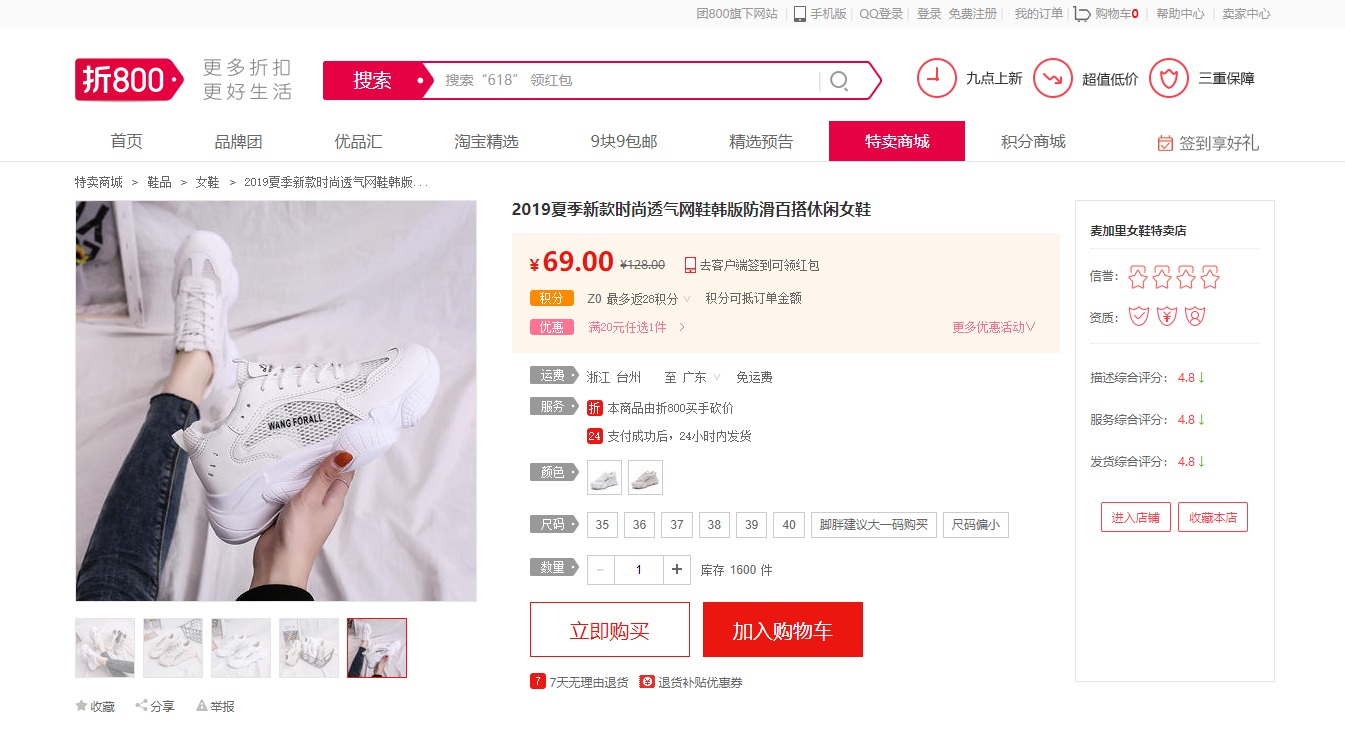 团800旗下网站 手机版 QQ登录 登录 免费注册 我的订单 购物车0 帮助中心 卖家中心
折800 更多折扣
更好生活
搜索 搜索“618” 领红包 九点上新 超值低价 三重保障
首页 品牌团 优品汇 淘宝精选 9块9包邮 精选预告 特卖商城 积分商城 签到享好礼
特卖商城 > 鞋品 > 女鞋 > 2019夏季新款时尚透气网鞋韩版...
2019夏季新款时尚透气网鞋韩版防滑百搭休闲女鞋
¥69.00 ¥128.00 去客户端签到可领红包
积分 Z0 最多返28积分 积分可抵订单金额
优惠 满20元任选1件 > 更多优惠活动
运费 浙江 台州 至 广东 免运费
服务 折 本商品由折800买手砍价
24 支付成功后，24小时内发货
颜色
尺码 35 36 37 38 39 40 脚胖建议大一码购买 尺码偏小
数量 − 1 + 库存 1600 件
立即购买 加入购物车
7 7天无理由退货 退货补贴优惠券
WANG FORALL
收藏 分享 举报
麦加里女鞋特卖店
信誉：
资质： ¥
描述综合评分： 4.8↓
服务综合评分： 4.8↓
发货综合评分： 4.8↓
进入店铺 收藏本店